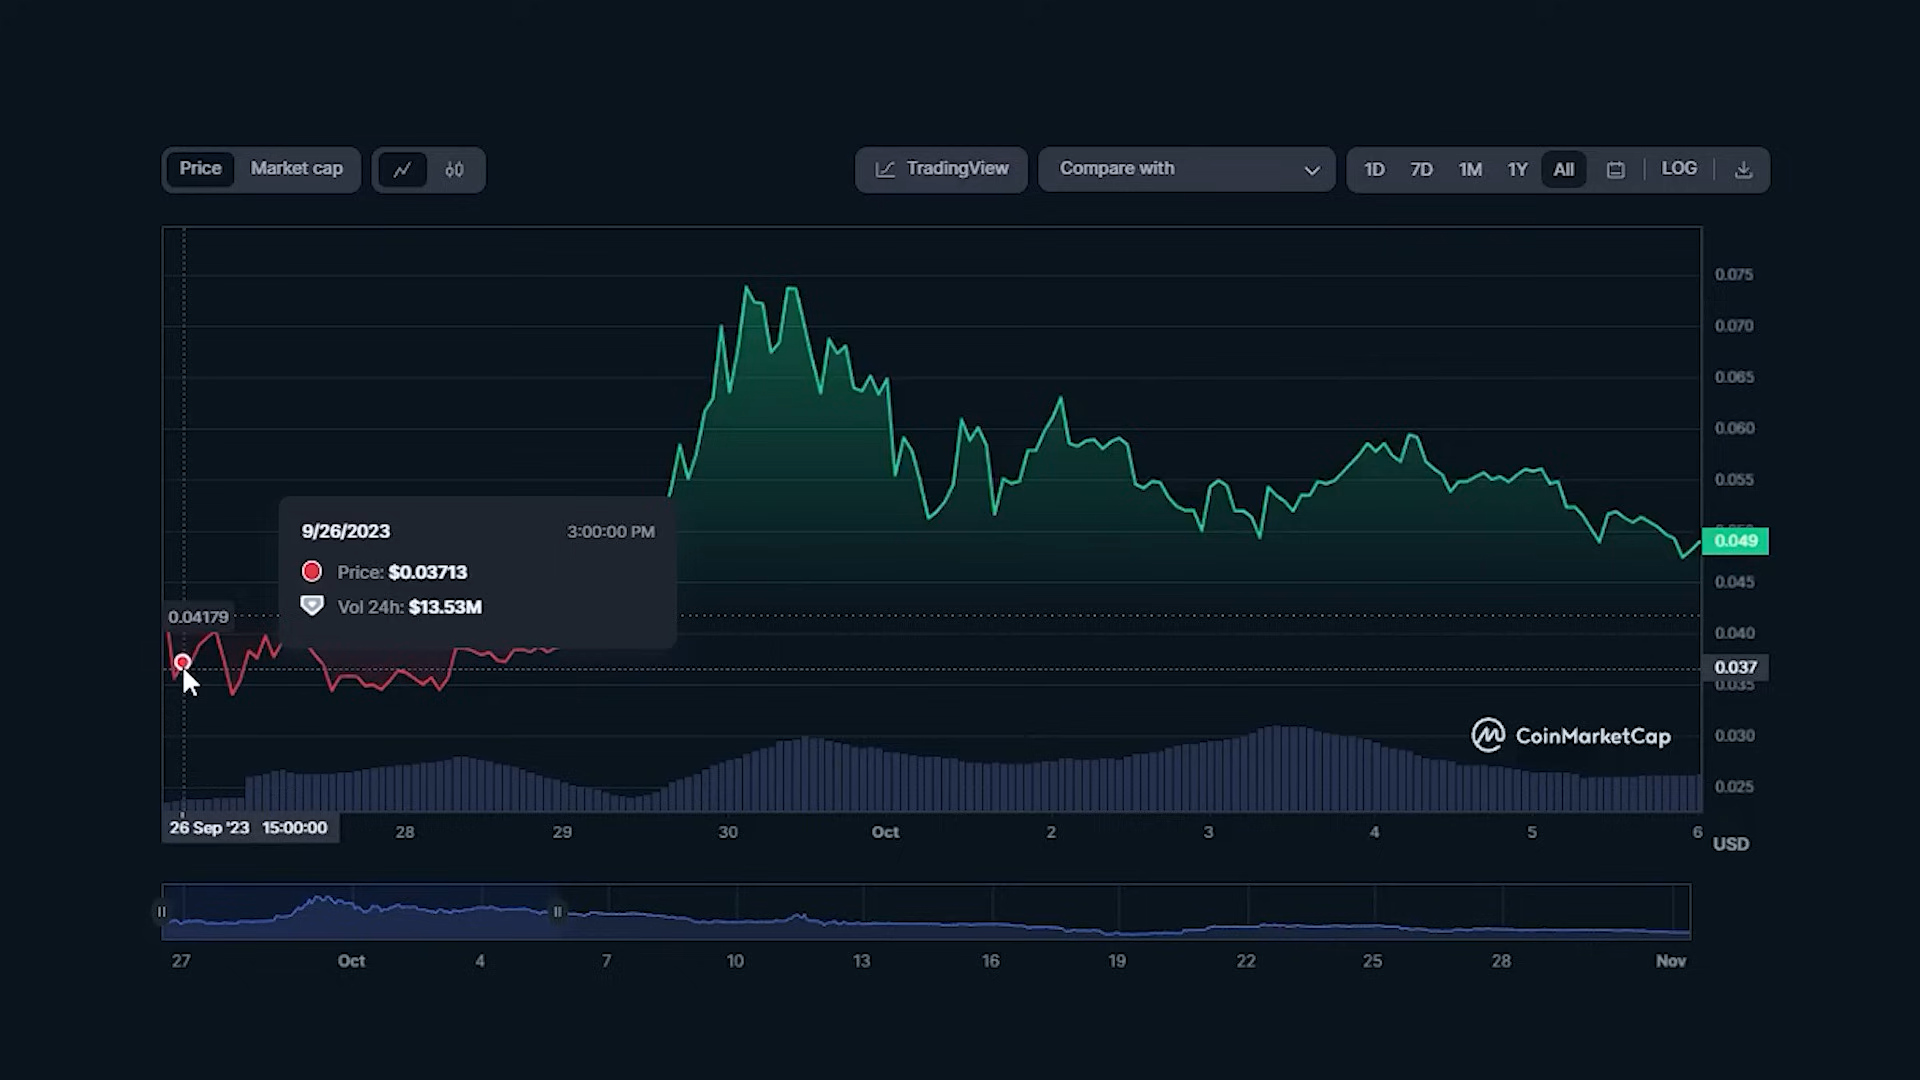 Price Market cap TradingView Compare with 1D 7D 1M 1Y All LOG
0.075
0.070
0.065
0.060
0.055
0.049
0.045
0.040
0.037
0.035
0.030
0.025
9/26/2023 3:00:00 PM
Price: $0.03713
Vol 24h: $13.53M
0.04179
CoinMarketCap
26 Sep '23 15:00:00 28 29 30 Oct 2 3 4 5 6
USD
27 Oct 4 7 10 13 16 19 22 25 28 Nov